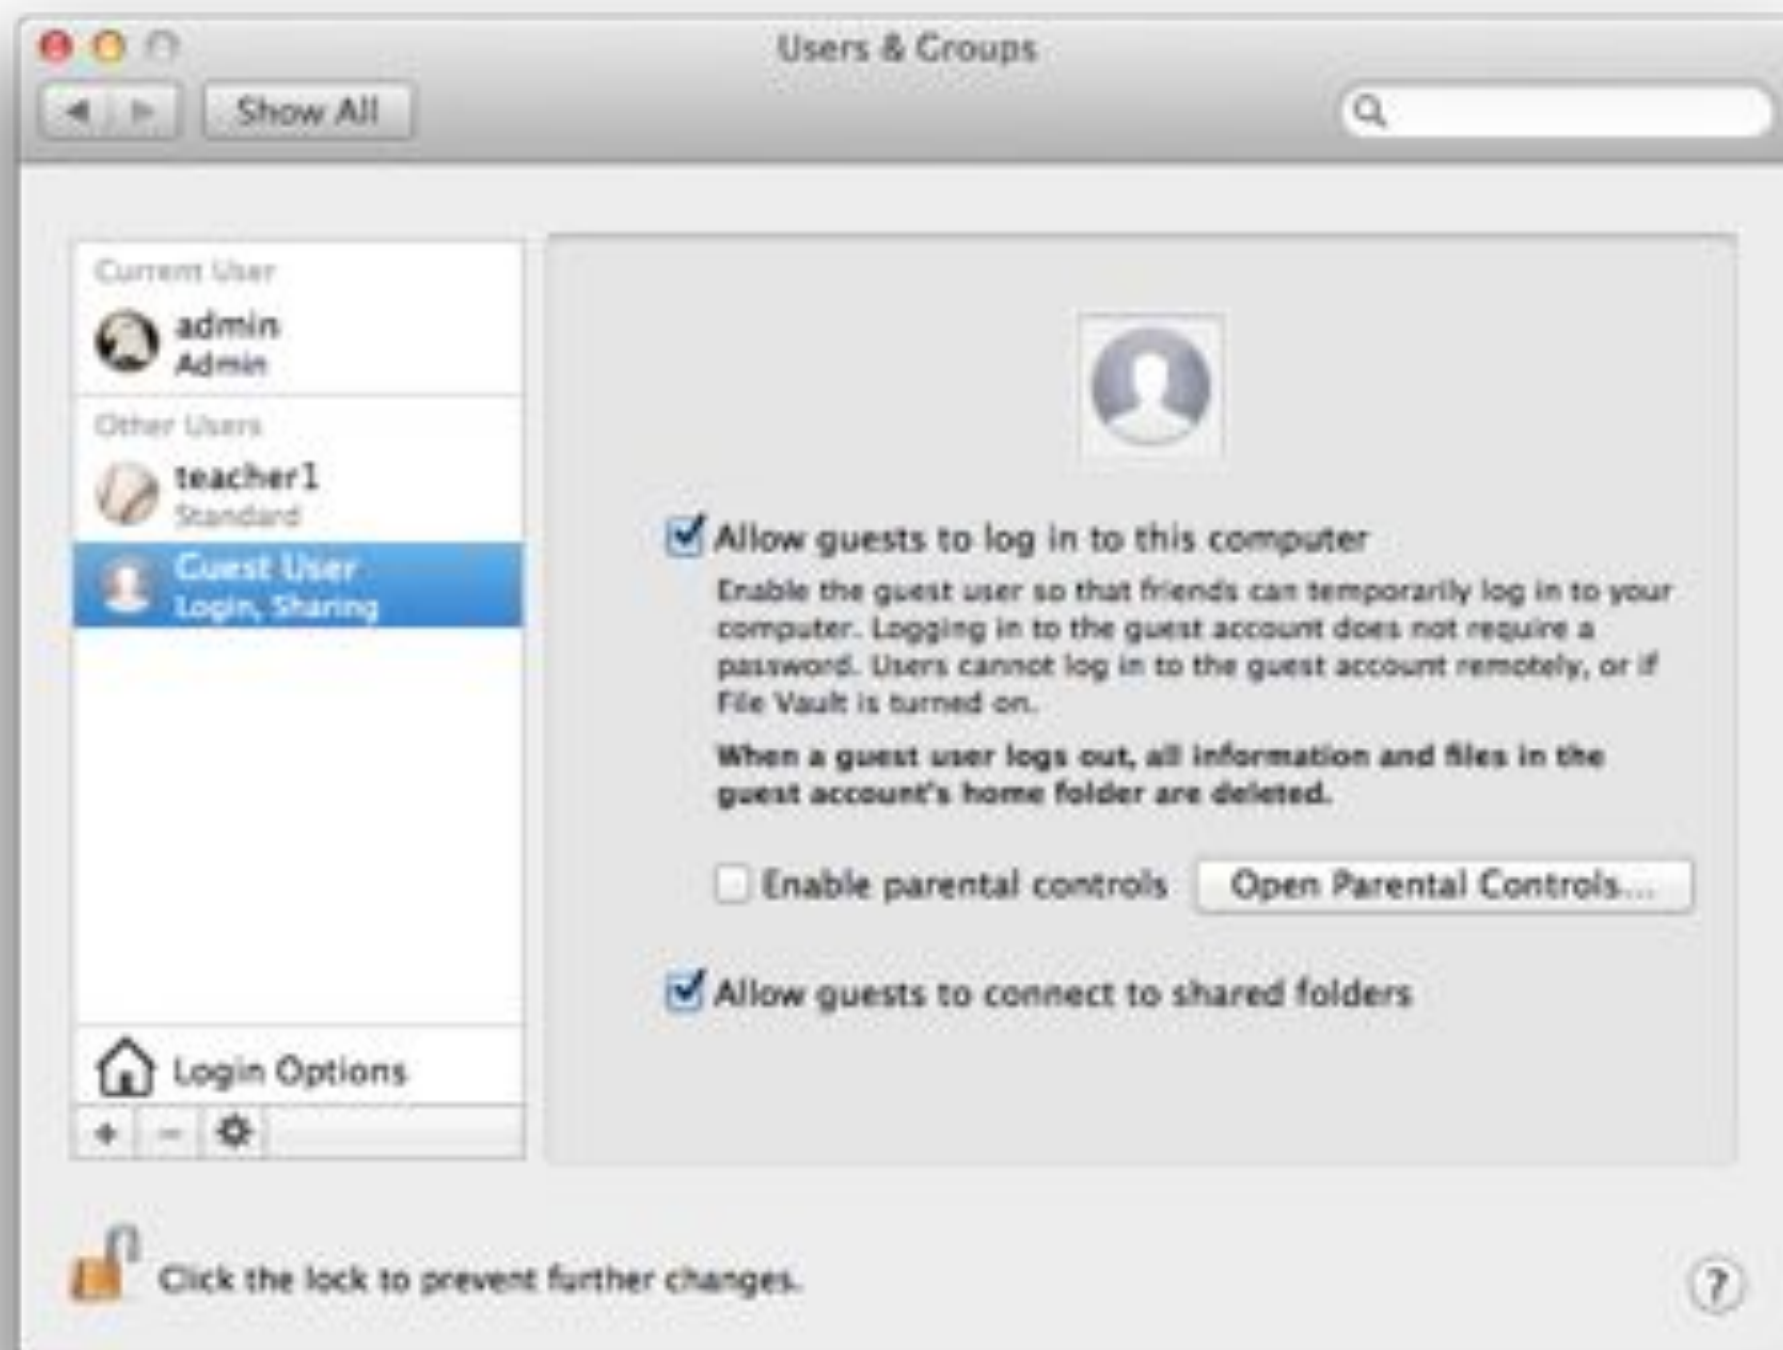 Users & Groups
Show All
Current User
admin
Admin
Other Users
teacher1
Standard
Guest User
Login, Sharing
Login Options
Allow guests to log in to this computer
Enable the guest user so that friends can temporarily log in to your
computer. Logging in to the guest account does not require a
password. Users cannot log in to the guest account remotely, or if
File Vault is turned on.
When a guest user logs out, all information and files in the
guest account's home folder are deleted.
Enable parental controls
Open Parental Controls...
Allow guests to connect to shared folders
Click the lock to prevent further changes.
?